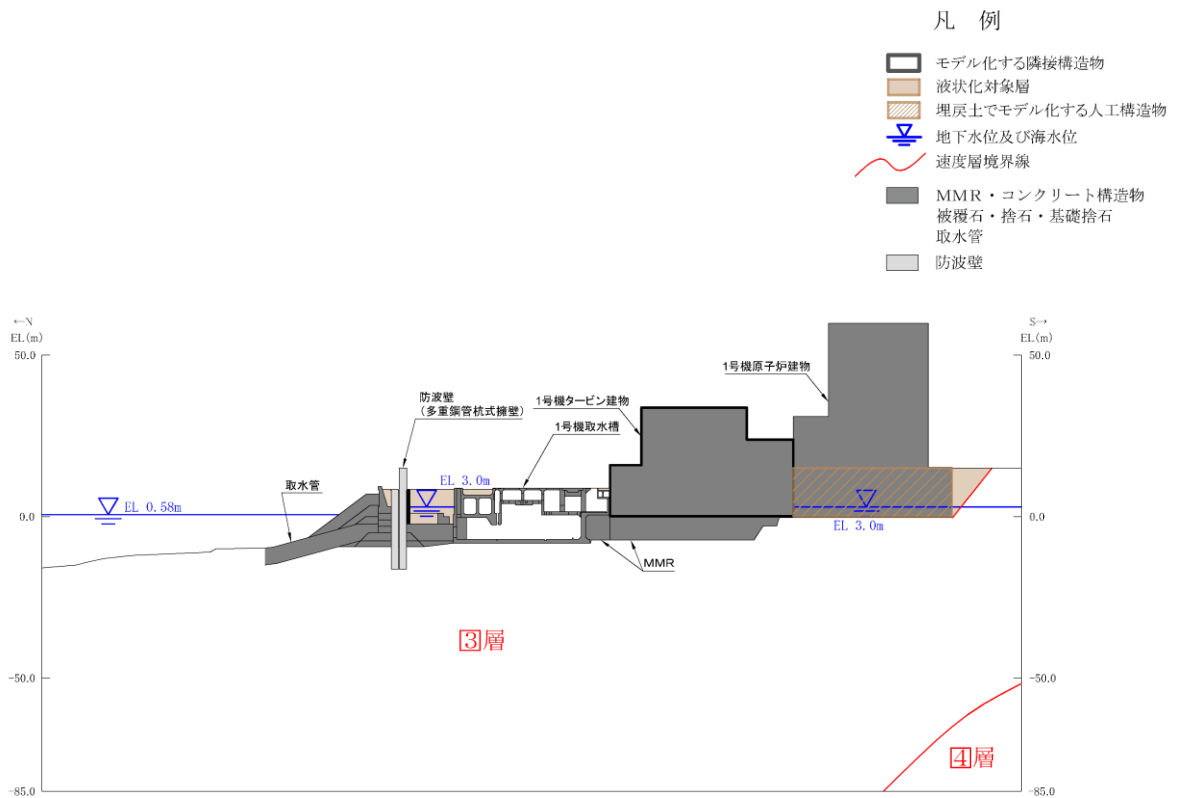 凡 例
モデル化する隣接構造物
液状化対象層
埋戻土でモデル化する人工構造物
地下水位及び海水位
速度層境界線
MMR・コンクリート構造物
被覆石・捨石・基礎捨石
取水管
防波壁
←N
EL(m)
S→
EL(m)
50.0
50.0
1号機原子炉建物
防波壁
(多重鋼管杭式擁壁)
1号機タービン建物
1号機取水槽
取水管
EL 3.0m
EL 0.58m
0.0
0.0
EL 3.0m
MMR
3層
-50.0
-50.0
4層
-85.0
-85.0